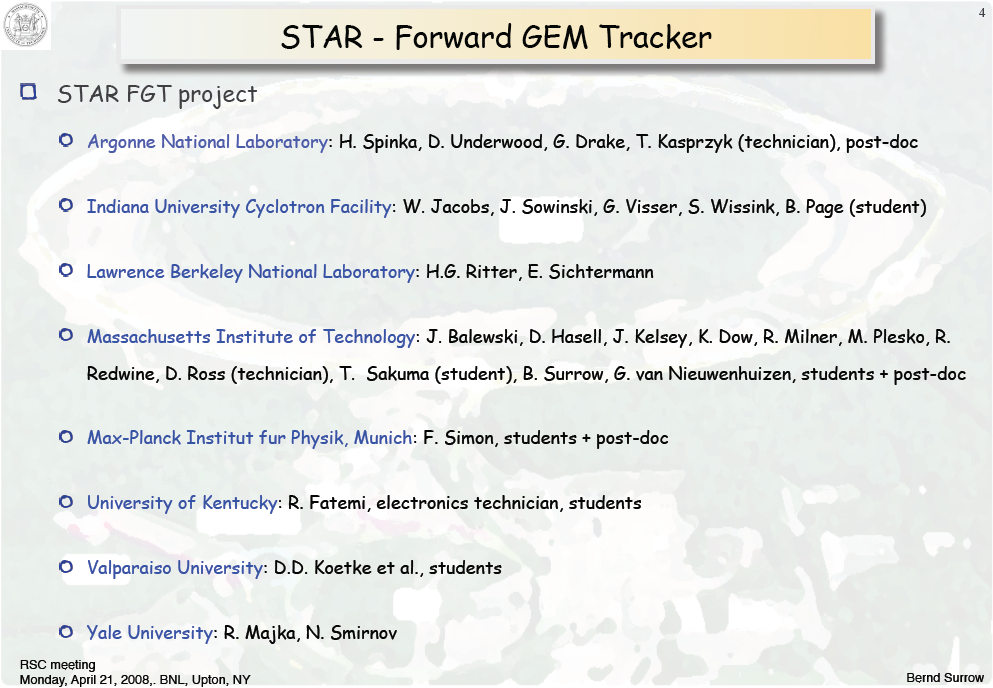 4
STAR - Forward GEM Tracker
STAR FGT project
Argonne National Laboratory: H. Spinka, D. Underwood, G. Drake, T. Kasprzyk (technician), post-doc
Indiana University Cyclotron Facility: W. Jacobs, J. Sowinski, G. Visser, S. Wissink, B. Page (student)
Lawrence Berkeley National Laboratory: H.G. Ritter, E. Sichtermann
Massachusetts Institute of Technology: J. Balewski, D. Hasell, J. Kelsey, K. Dow, R. Milner, M. Plesko, R.
Redwine, D. Ross (technician), T. Sakuma (student), B. Surrow, G. van Nieuwenhuizen, students + post-doc
Max-Planck Institut fur Physik, Munich: F. Simon, students + post-doc
University of Kentucky: R. Fatemi, electronics technician, students
Valparaiso University: D.D. Koetke et al., students
Yale University: R. Majka, N. Smirnov
RSC meeting
Monday, April 21, 2008,. BNL, Upton, NY
Bernd Surrow